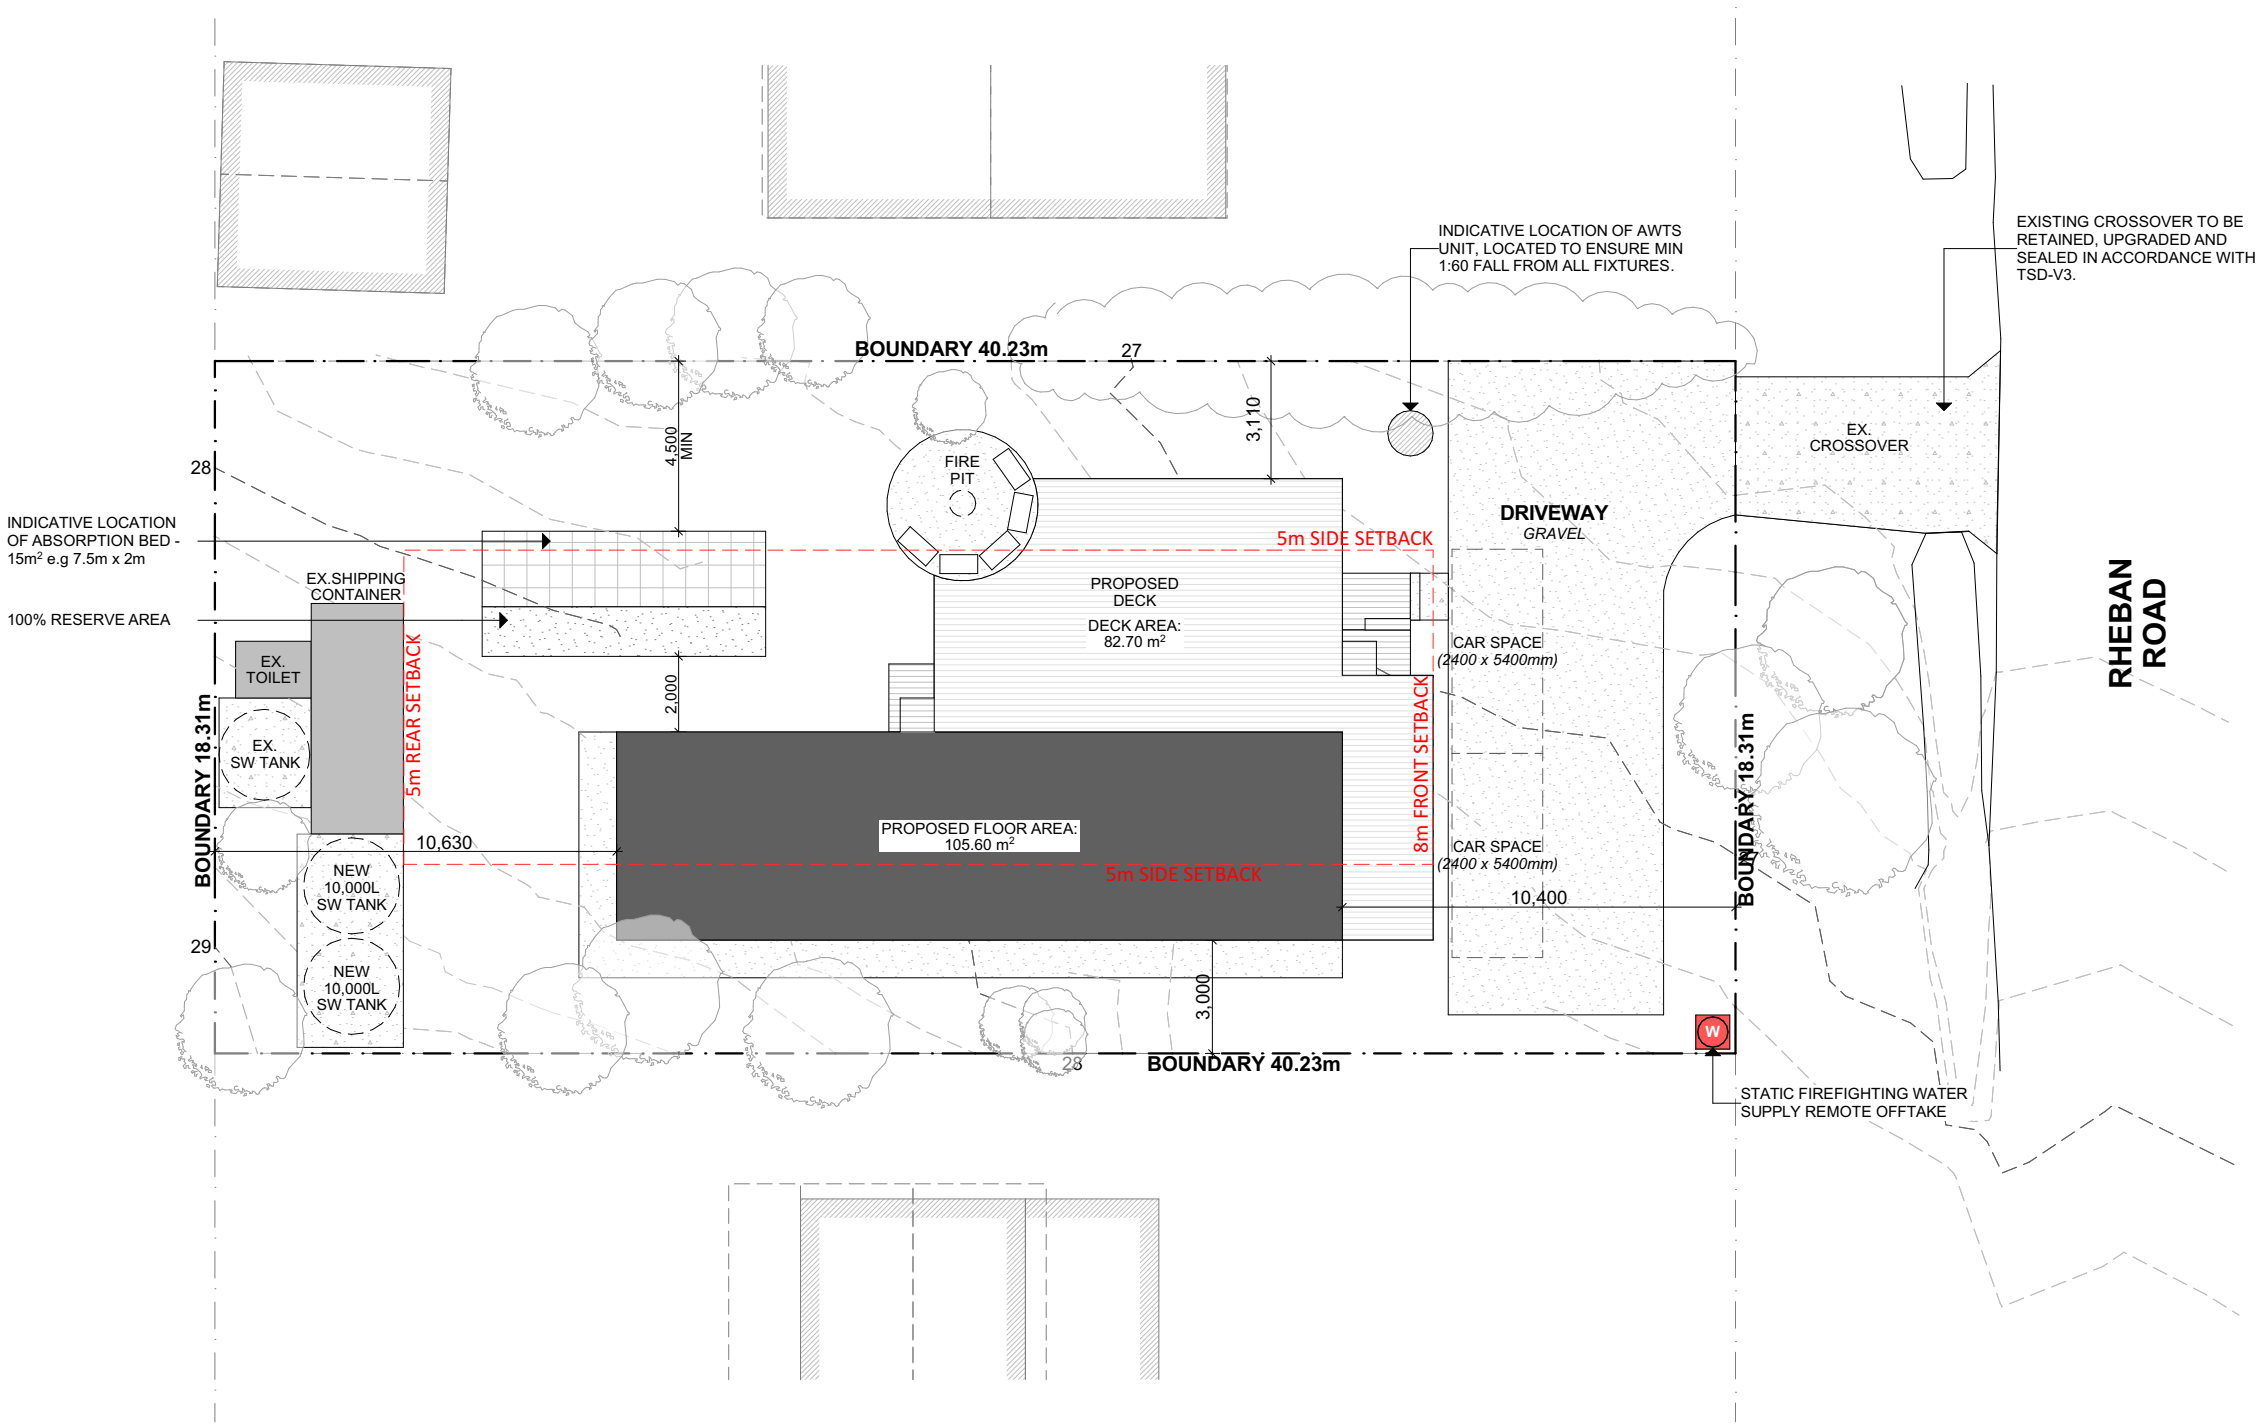 INDICATIVE LOCATION OF AWTS
UNIT, LOCATED TO ENSURE MIN
1:60 FALL FROM ALL FIXTURES.
EXISTING CROSSOVER TO BE
RETAINED, UPGRADED AND
SEALED IN ACCORDANCE WITH
TSD-V3.
BOUNDARY 40.23m
27
28
4,500
MIN
3,110
EX.
CROSSOVER
FIRE
PIT
DRIVEWAY
GRAVEL
INDICATIVE LOCATION
OF ABSORPTION BED -
15m² e.g 7.5m x 2m
5m SIDE SETBACK
EX.SHIPPING
CONTAINER
PROPOSED
DECK
DECK AREA:
82.70 m²
100% RESERVE AREA
RHEBAN
ROAD
CAR SPACE
(2400 x 5400mm)
EX.
TOILET
5m REAR SETBACK
2,000
8m FRONT SETBACK
BOUNDARY 18.31m
EX.
SW TANK
BOUNDARY 18.31m
PROPOSED FLOOR AREA:
105.60 m²
10,630
CAR SPACE
(2400 x 5400mm)
27
5m SIDE SETBACK
NEW
10,000L
SW TANK
10,400
29
NEW
10,000L
SW TANK
3,000
W
28
BOUNDARY 40.23m
STATIC FIREFIGHTING WATER
SUPPLY REMOTE OFFTAKE